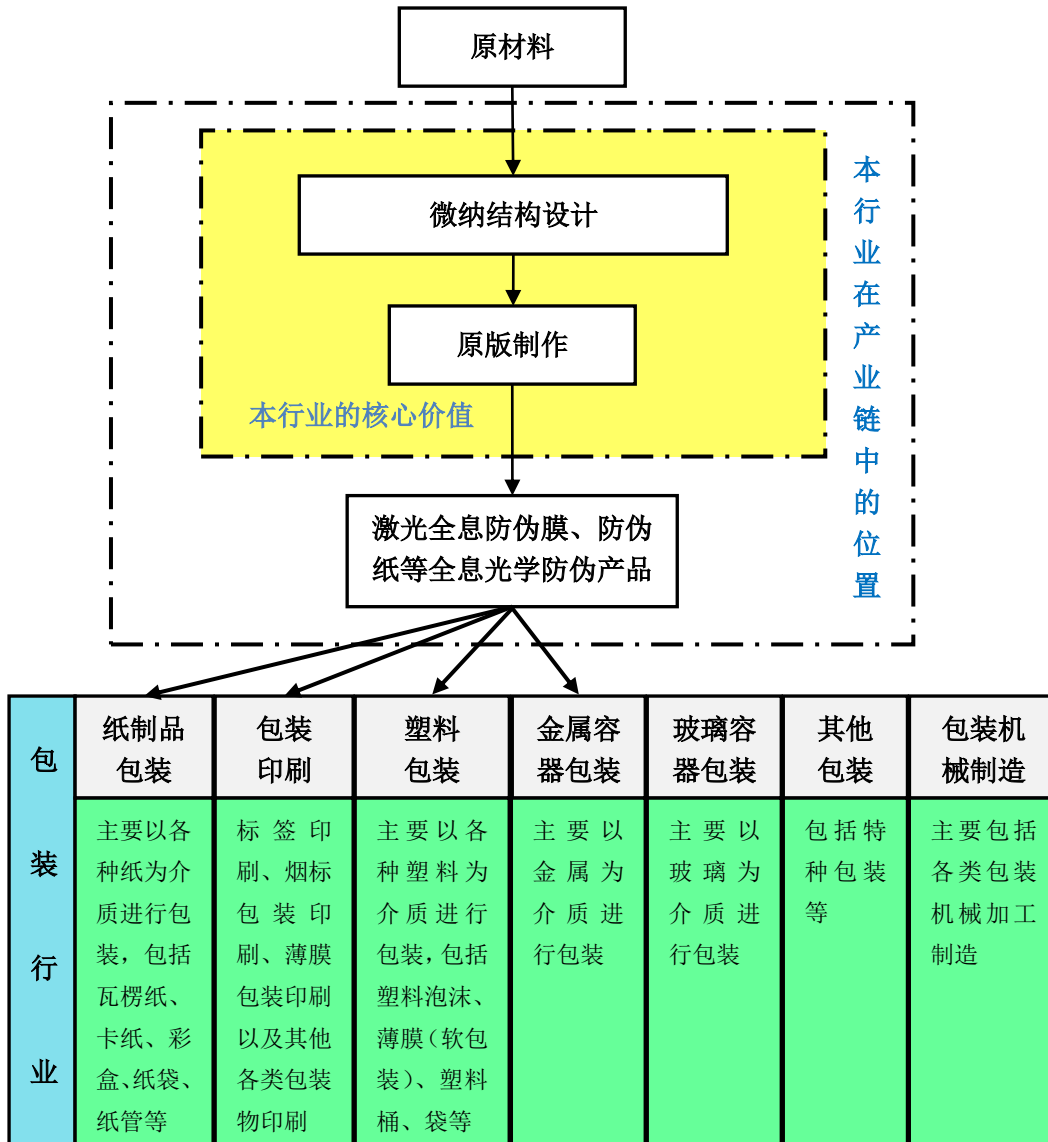 原材料
微纳结构设计
原版制作
本行业的核心价值
激光全息防伪膜、防伪
纸等全息光学防伪产品
本
行
业
在
产
业
链
中
的
位
置
包
装
行
业
纸制品
包装
主要以各
种纸为介
质进行包
装，包括
瓦楞纸、
卡纸、彩
盒、纸袋、
纸管等
包装
印刷
标签印
刷、烟标
包装印
刷、薄膜
包装印刷
以及其他
各类包装
物印刷
塑料
包装
主要以各
种塑料为
介质进行
包装，包括
塑料泡沫、
薄膜（软包
装）、塑料
桶、袋等
金属容
器包装
主要以
金属为
介质进
行包装
玻璃容
器包装
主要以
玻璃为
介质进
行包装
其他
包装
包括特
种包装
等
包装机
械制造
主要包括
各类包装
机械加工
制造